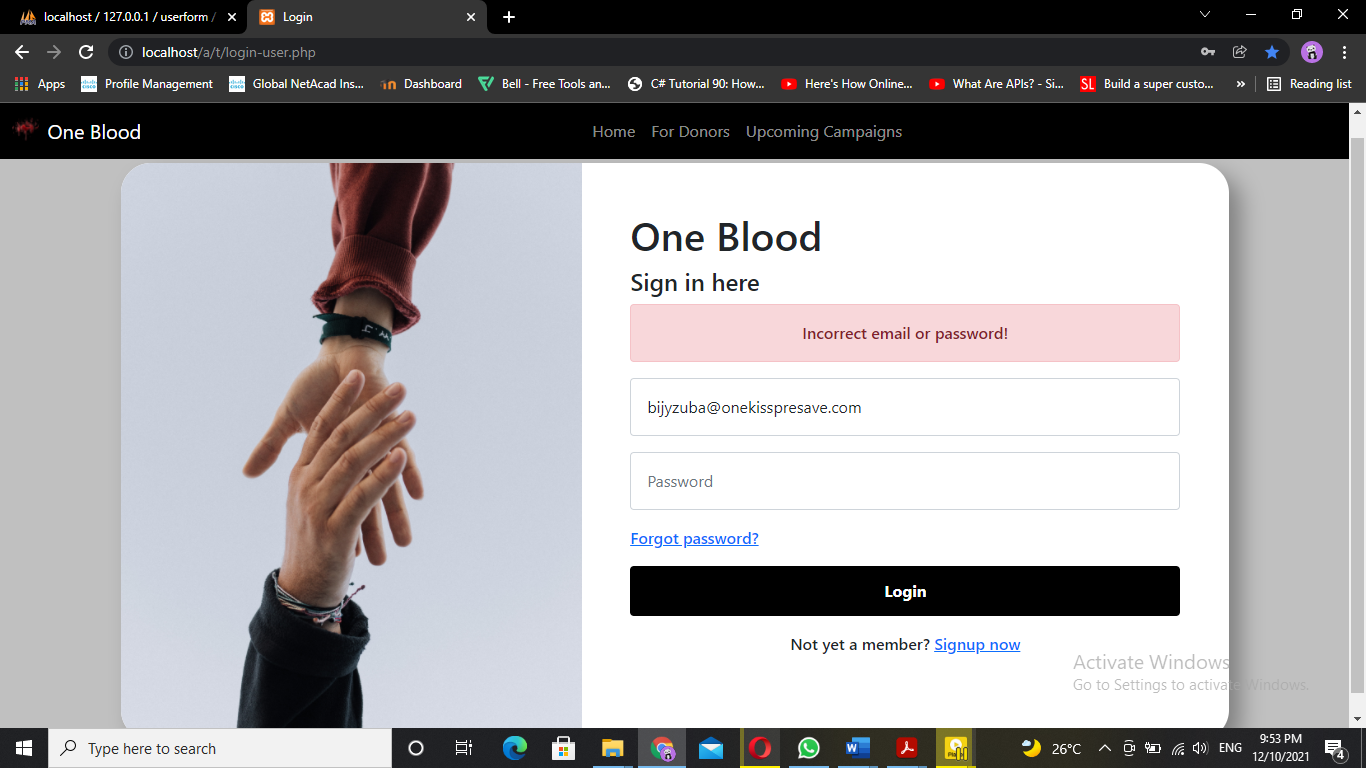 localhost / 127.0.0.1 / userform /
Login
localhost/a/t/login-user.php
Apps
Profile Management
Global NetAcad Ins...
Dashboard
Bell - Free Tools an...
C# Tutorial 90: How...
Here's How Online...
What Are APIs? - Si...
SL
Build a super custo...
»
Reading list
One Blood
Home
For Donors
Upcoming Campaigns
One Blood
Sign in here
Incorrect email or password!
bijyzuba@onekisspresave.com
Password
Forgot password?
Login
Not yet a member? Signup now
Activate Windows
Go to Settings to activate Windows.
Type here to search
26°C
ENG
9:53 PM
12/10/2021
4